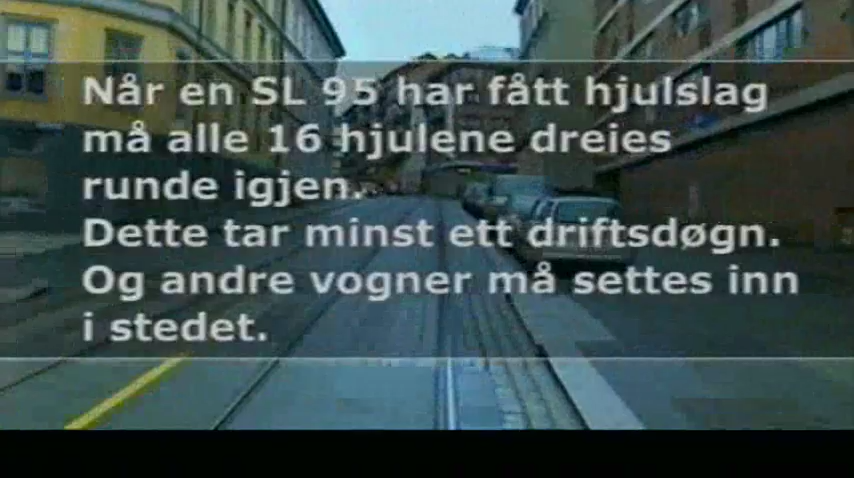 Når en SL 95 har fått hjulslag
må alle 16 hjulene dreies
runde igjen.
Dette tar minst ett driftsdøgn.
Og andre vogner må settes inn
i stedet.